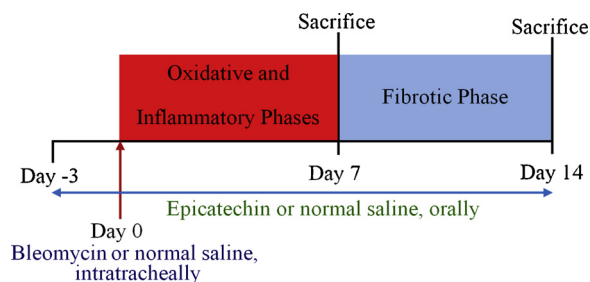 Sacrifice
Sacrifice
Oxidative and
Inflammatory Phases
Fibrotic Phase
Day -3
Day 7
Day 14
Epicatechin or normal saline, orally
Day 0
Bleomycin or normal saline,
intratracheally